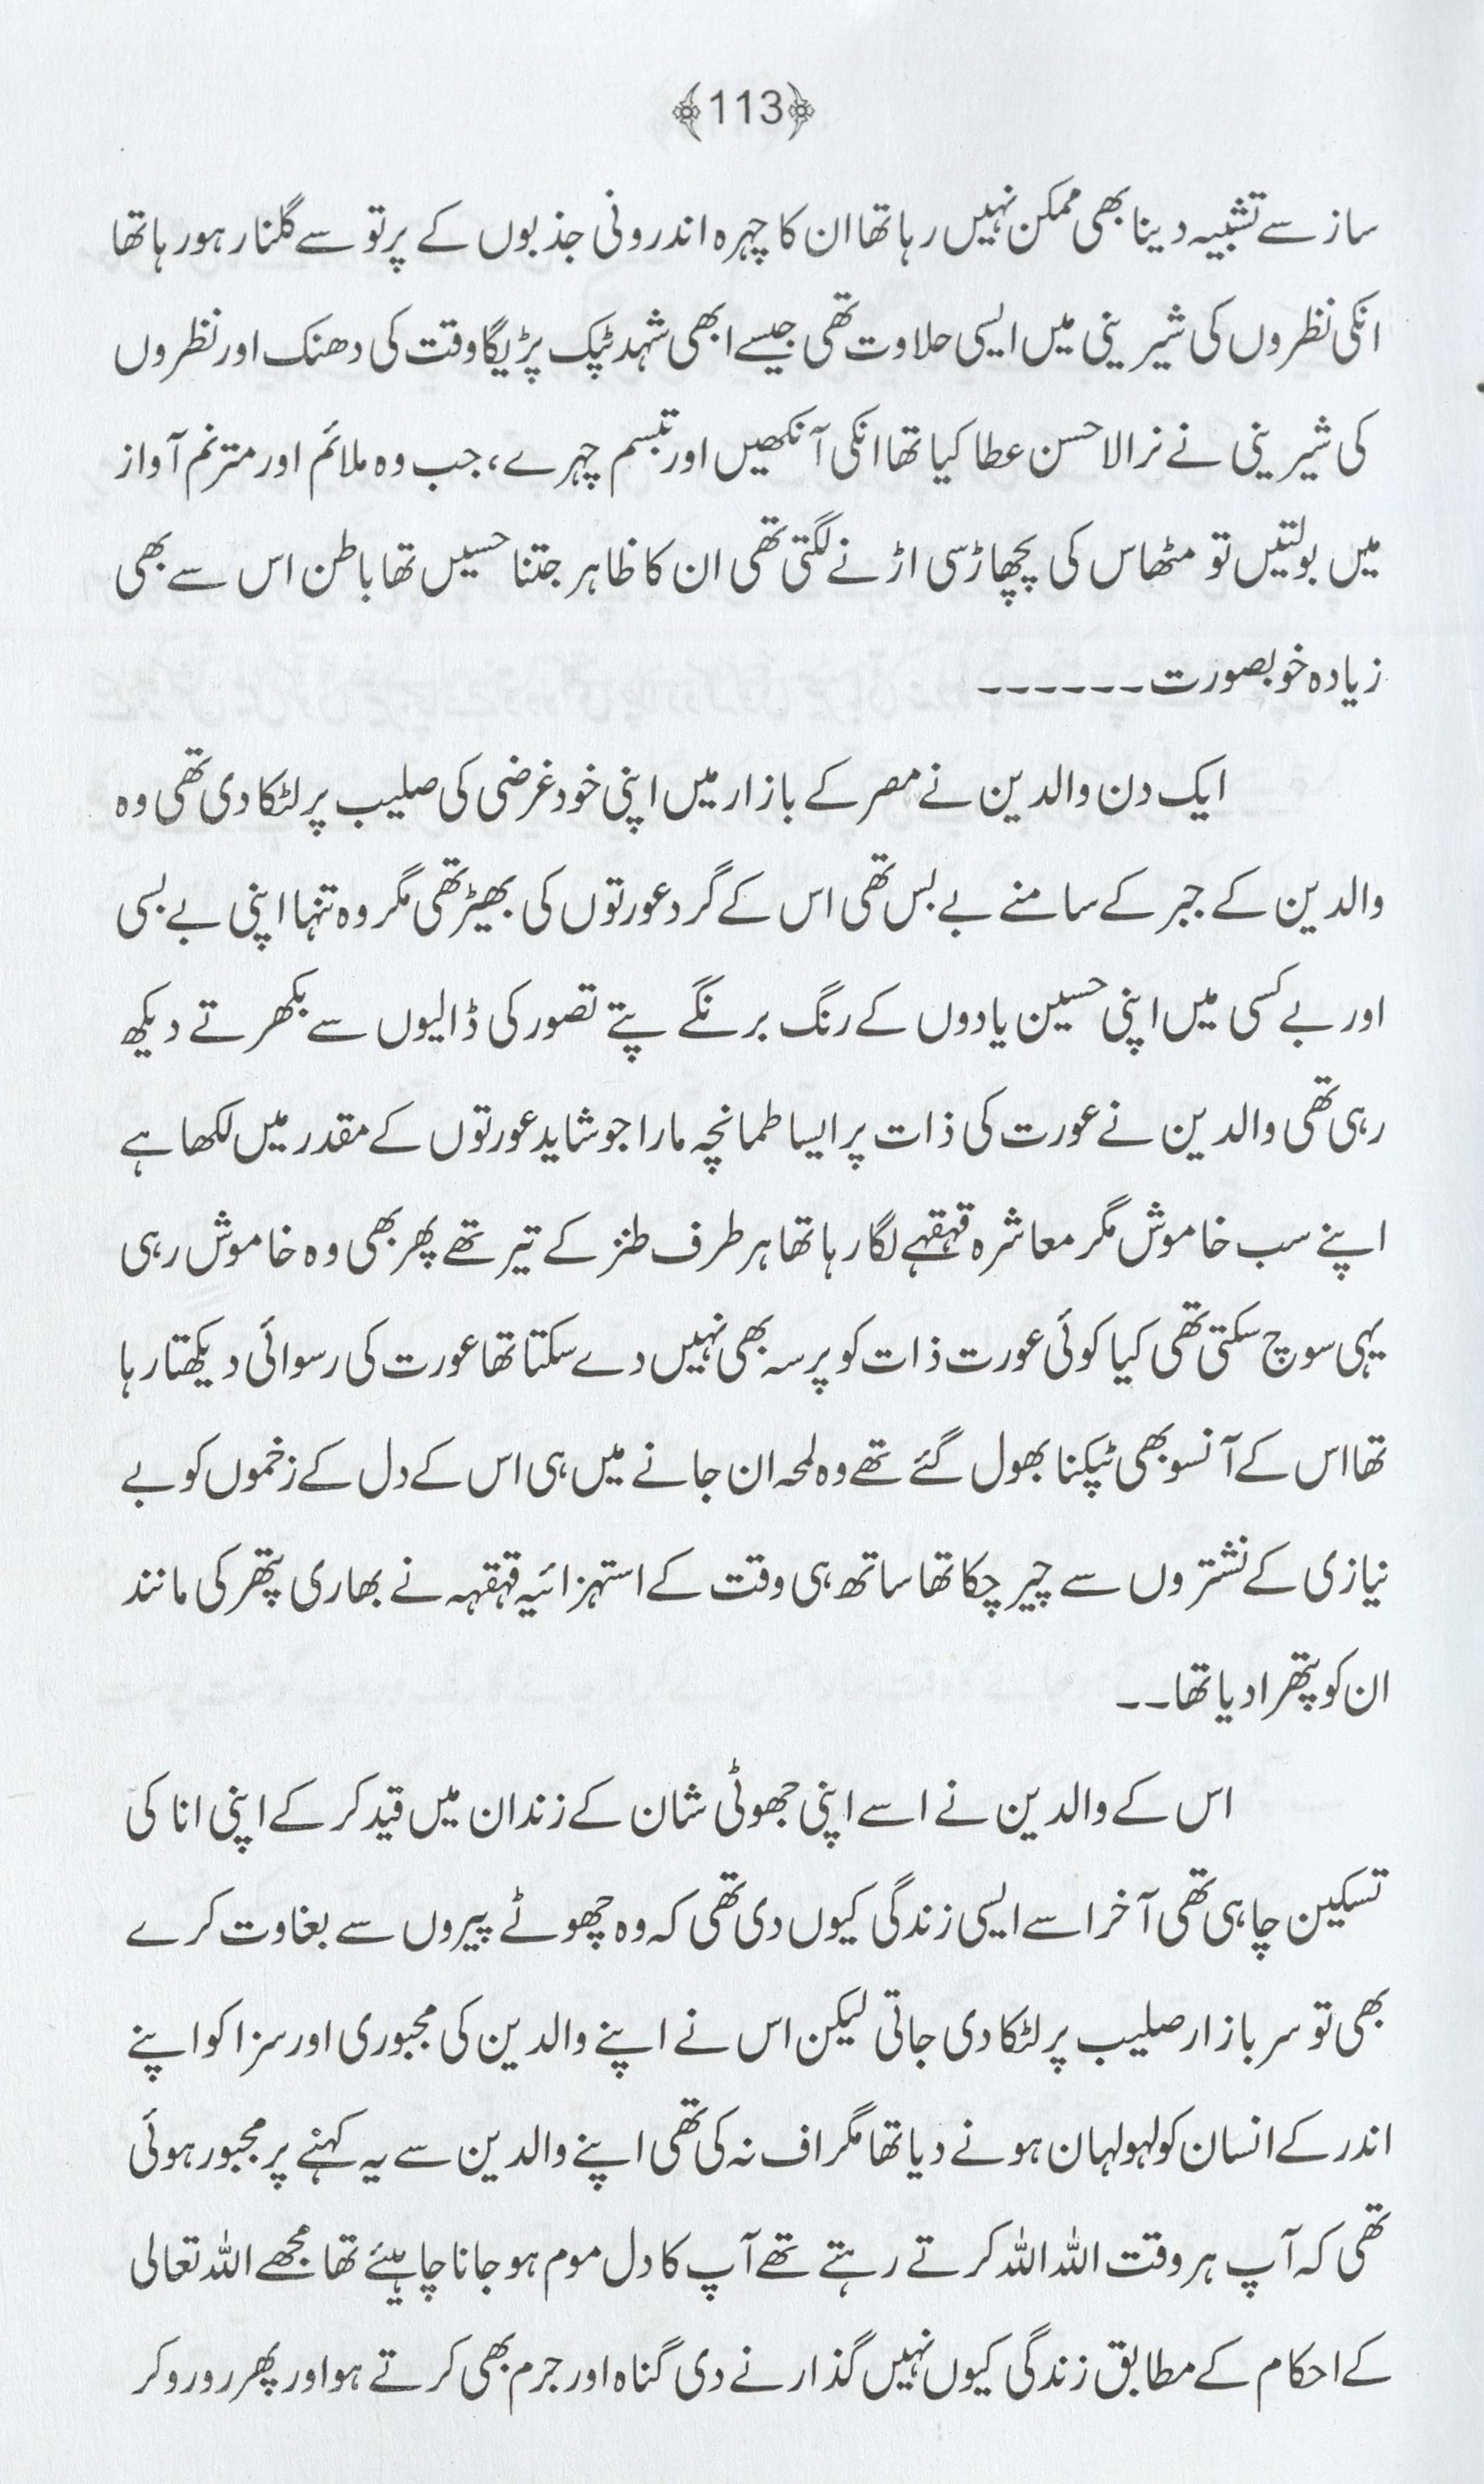 ﴾113﴿
ساز سے تشبیہ دینا بھی ممکن نہیں رہا تھا ان کا چہرہ اندرونی جذبوں کے پرتو سے گلنار ہو رہا تھا
انکی نظروں کی شیرینی میں ایسی حلاوت تھی جیسے ابھی شہد ٹپک پڑیگا وقت کی دھنک اور نظروں
کی شیرینی نے نرالا حسن عطا کیا تھا انکی آنکھیں اور تبسم چہرے، جب وہ ملائم اور مترنم آواز
میں بولتیں تو مٹھاس کی پچھاڑسی اڑنے لگتی تھی ان کا ظاہر جتنا حسیں تھا باطن اس سے بھی
زیادہ خوبصورت ------
ایک دن والدین نے مصر کے بازار میں اپنی خودغرضی کی صلیب پر لٹکا دی تھی وہ
والدین کے جبر کے سامنے بے بس تھی اس کے گرد عورتوں کی بھیڑ تھی مگر وہ تنہا اپنی بے بسی
اور بے کسی میں اپنی حسین یادوں کے رنگ برنگے پتے تصور کی ڈالیوں سے بکھرتے دیکھ
رہی تھی والدین نے عورت کی ذات پر ایسا طمانچہ مارا جو شاید عورتوں کے مقدر میں لکھا ہے
اپنے سب خاموش مگر معاشرہ قہقہے لگا رہا تھا ہر طرف طنز کے تیر تھے پھر بھی وہ خاموش رہی
یہی سوچ سکتی تھی کیا کوئی عورت ذات کو پرسہ بھی نہیں دے سکتا تھا عورت کی رسوائی دیکھتا رہا
تھا اس کے آنسو بھی ٹپکنا بھول گئے تھے وہ لمحہ ان جانے میں ہی اس کے دل کے زخموں کو بے
نیازی کے نشتروں سے چیر چکا تھا ساتھ ہی وقت کے استہزائیہ قہقہہ نے بھاری پتھر کی مانند
ان کو پتھرا دیا تھا--
اس کے والدین نے اسے اپنی جھوٹی شان کے زندان میں قید کر کے اپنی انا کی
تسکین چاہی تھی آخر اسے ایسی زندگی کیوں دی تھی کہ وہ چھوٹے پیروں سے بغاوت کرے
بھی تو سر بازار صلیب پر لٹکا دی جاتی لیکن اس نے اپنے والدین کی مجبوری اور سزا کو اپنے
اندر کے انسان کو لہولہان ہونے دیا تھا مگر اف نہ کی تھی اپنے والدین سے یہ کہنے پر مجبور ہوئی
تھی کہ آپ ہر وقت اللہ اللہ کرتے رہتے تھے آپ کا دل موم ہو جانا چاہیئے تھا مجھے اللہ تعالی
کے احکام کے مطابق زندگی کیوں نہیں گذارنے دی گناہ اور جرم بھی کرتے ہو اور پھر رو رو کر